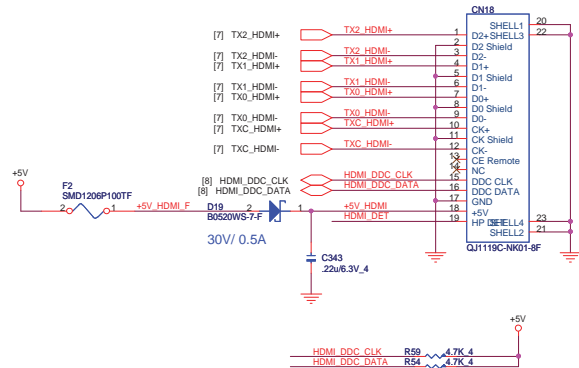 CN18
SHELL1 20
[7] TX2_HDMI+ TX2_HDMI+ 1 D2+ SHELL3 22
2 D2 Shield
[7] TX2_HDMI- TX2_HDMI- 3 D2-
[7] TX1_HDMI+ TX1_HDMI+ 4 D1+
5 D1 Shield
[7] TX1_HDMI- TX1_HDMI- 6 D1-
[7] TX0_HDMI+ TX0_HDMI+ 7 D0+
8 D0 Shield
[7] TX0_HDMI- TX0_HDMI- 9 D0-
[7] TXC_HDMI+ TXC_HDMI+ 10 CK+
11 CK Shield
[7] TXC_HDMI- TXC_HDMI- 12 CK-
13 CE Remote
14 NC
[8] HDMI_DDC_CLK HDMI_DDC_CLK 15 DDC CLK
[8] HDMI_DDC_DATA HDMI_DDC_DATA 16 DDC DATA
17 GND
+5V
F2
SMD1206P100TF
2 1 +5V_HDMI_F
D19
B0520WS-7-F
2 1
+5V_HDMI 18 +5V
HDMI_DET 19 HP DET SHELL4 23
SHELL2 21
QJ1119C-NK01-8F
30V/ 0.5A
C343
.22u/6.3V_4
+5V
HDMI_DDC_CLK R59 4.7K_4
HDMI_DDC_DATA R54 4.7K_4